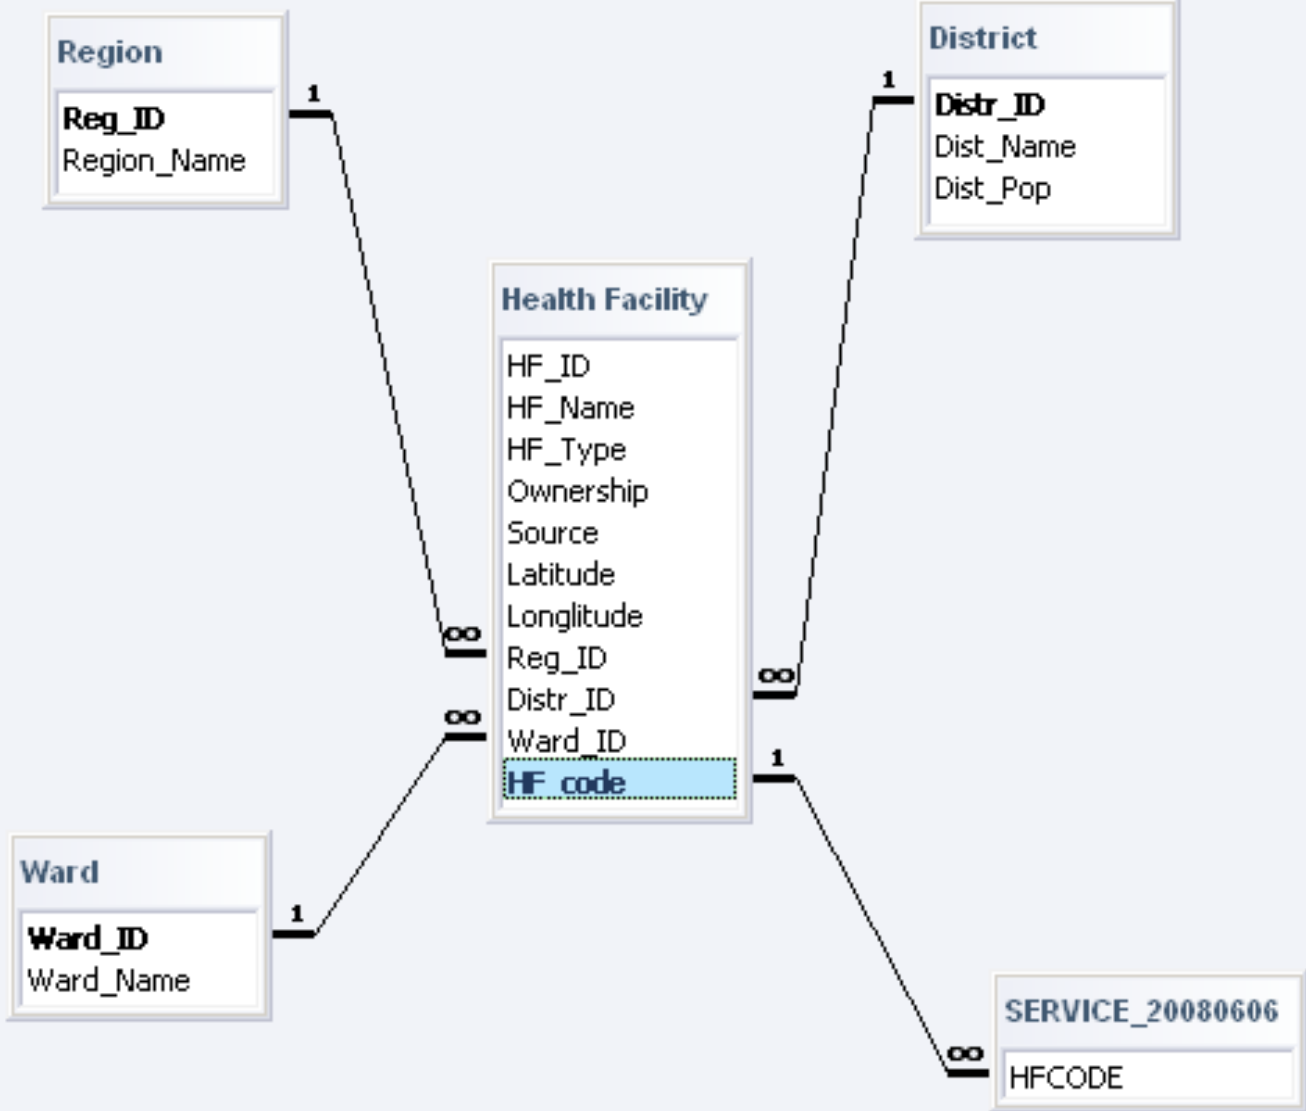 Region
Reg_ID
Region_Name
1
District
Distr_ID
Dist_Name
Dist_Pop
1
Health Facility
HF_ID
HF_Name
HF_Type
Ownership
Source
Latitude
Longlitude
Reg_ID
Distr_ID
Ward_ID
HF_code
∞
∞
∞
1
Ward
Ward_ID
Ward_Name
1
SERVICE_20080606
HFCODE
∞